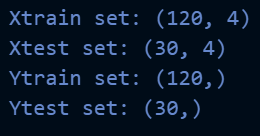 Xtrain set: (120, 4)
Xtest set: (30, 4)
Ytrain set: (120,)
Ytest set: (30,)